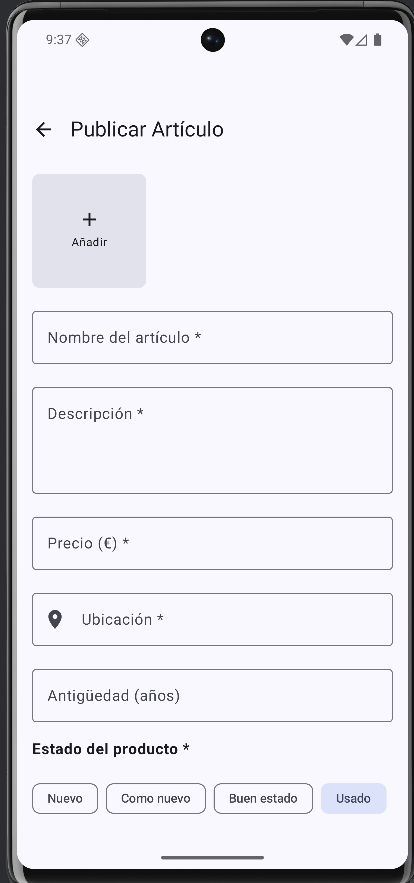 9:37
Publicar Artículo
+
Añadir
Nombre del artículo *
Descripción *
Precio (€) *
Ubicación *
Antigüedad (años)
Estado del producto *
Nuevo Como nuevo Buen estado Usado